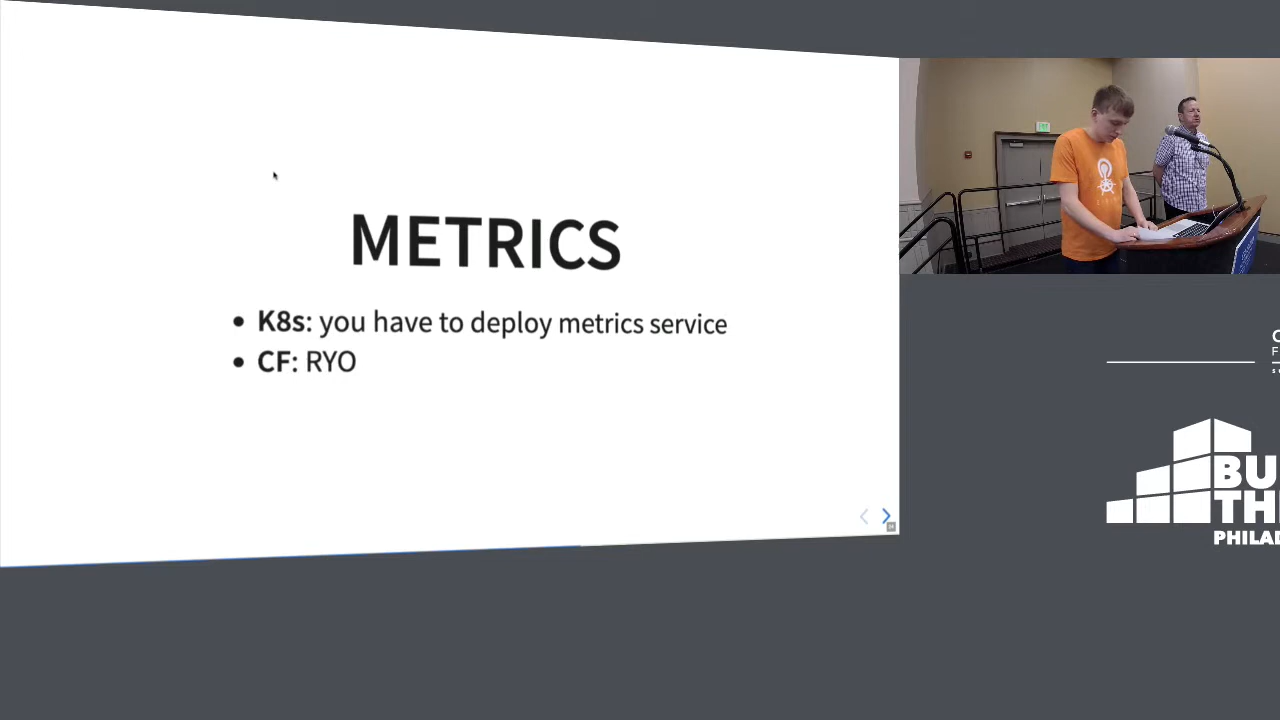 METRICS
K8s: you have to deploy metrics service
CF: RYO
BU
TH
PHILAD